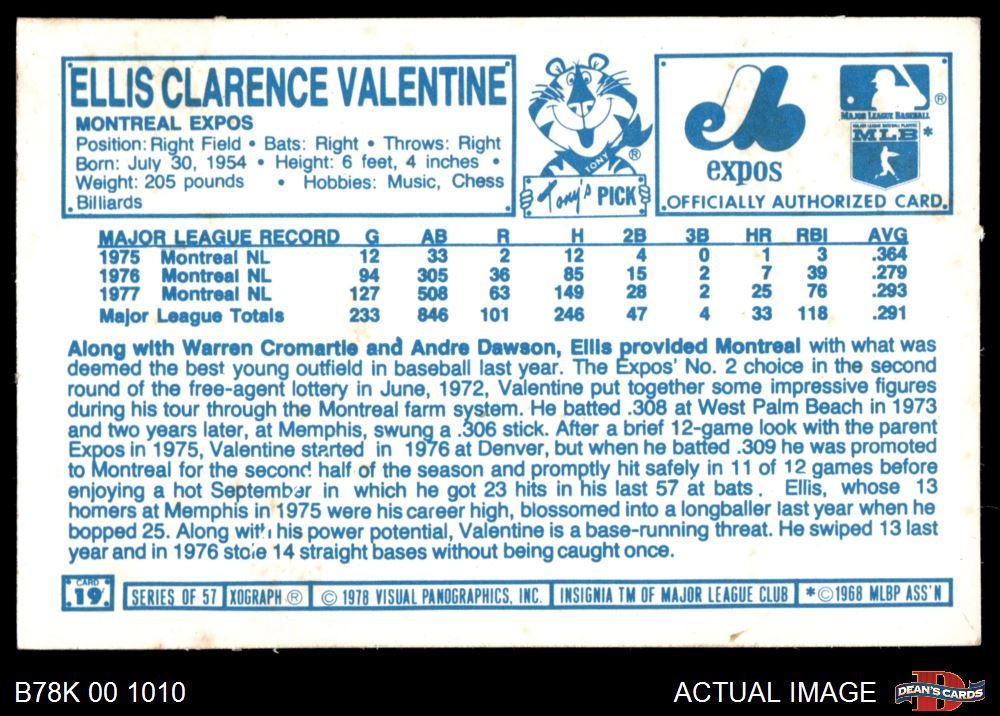 ELLIS CLARENCE VALENTINE
MONTREAL EXPOS
Position: Right Field • Bats: Right • Throws: Right
Born: July 30, 1954 • Height: 6 feet, 4 inches •
Weight: 205 pounds • Hobbies: Music, Chess
Billiards
TONY
®
Tony's PICK
expos
®
MAJOR LEAGUE BASEBALL
MAJOR LEAGUE BASEBALL PLAYERS
MLB*
OFFICIALLY AUTHORIZED CARD
MAJOR LEAGUE RECORD G AB R H 2B 3B HR RBI AVG
1975 Montreal NL 12 33 2 12 4 0 1 3 .364
1976 Montreal NL 94 305 36 85 15 2 7 39 .279
1977 Montreal NL 127 508 63 149 28 2 25 76 .293
Major League Totals 233 846 101 246 47 4 33 118 .291
Along with Warren Cromartie and Andre Dawson, Ellis provided Montreal with what was
deemed the best young outfield in baseball last year. The Expos' No. 2 choice in the second
round of the free-agent lottery in June, 1972, Valentine put together some impressive figures
during his tour through the Montreal farm system. He batted .308 at West Palm Beach in 1973
and two years later, at Memphis, swung a .306 stick. After a brief 12-game look with the parent
Expos in 1975, Valentine started in 1976 at Denver, but when he batted .309 he was promoted
to Montreal for the second half of the season and promptly hit safely in 11 of 12 games before
enjoying a hot September in which he got 23 hits in his last 57 at bats. Ellis, whose 13
homers at Memphis in 1975 were his career high, blossomed into a longballer last year when he
bopped 25. Along with his power potential, Valentine is a base-running threat. He swiped 13 last
year and in 1976 stole 14 straight bases without being caught once.
CARD
19
SERIES OF 57 XOGRAPH ® © 1978 VISUAL PANOGRAPHICS, INC. INSIGNIA TM OF MAJOR LEAGUE CLUB *©1968 MLBP ASS'N
B78K 00 1010 ACTUAL IMAGE
DEAN'S CARDS